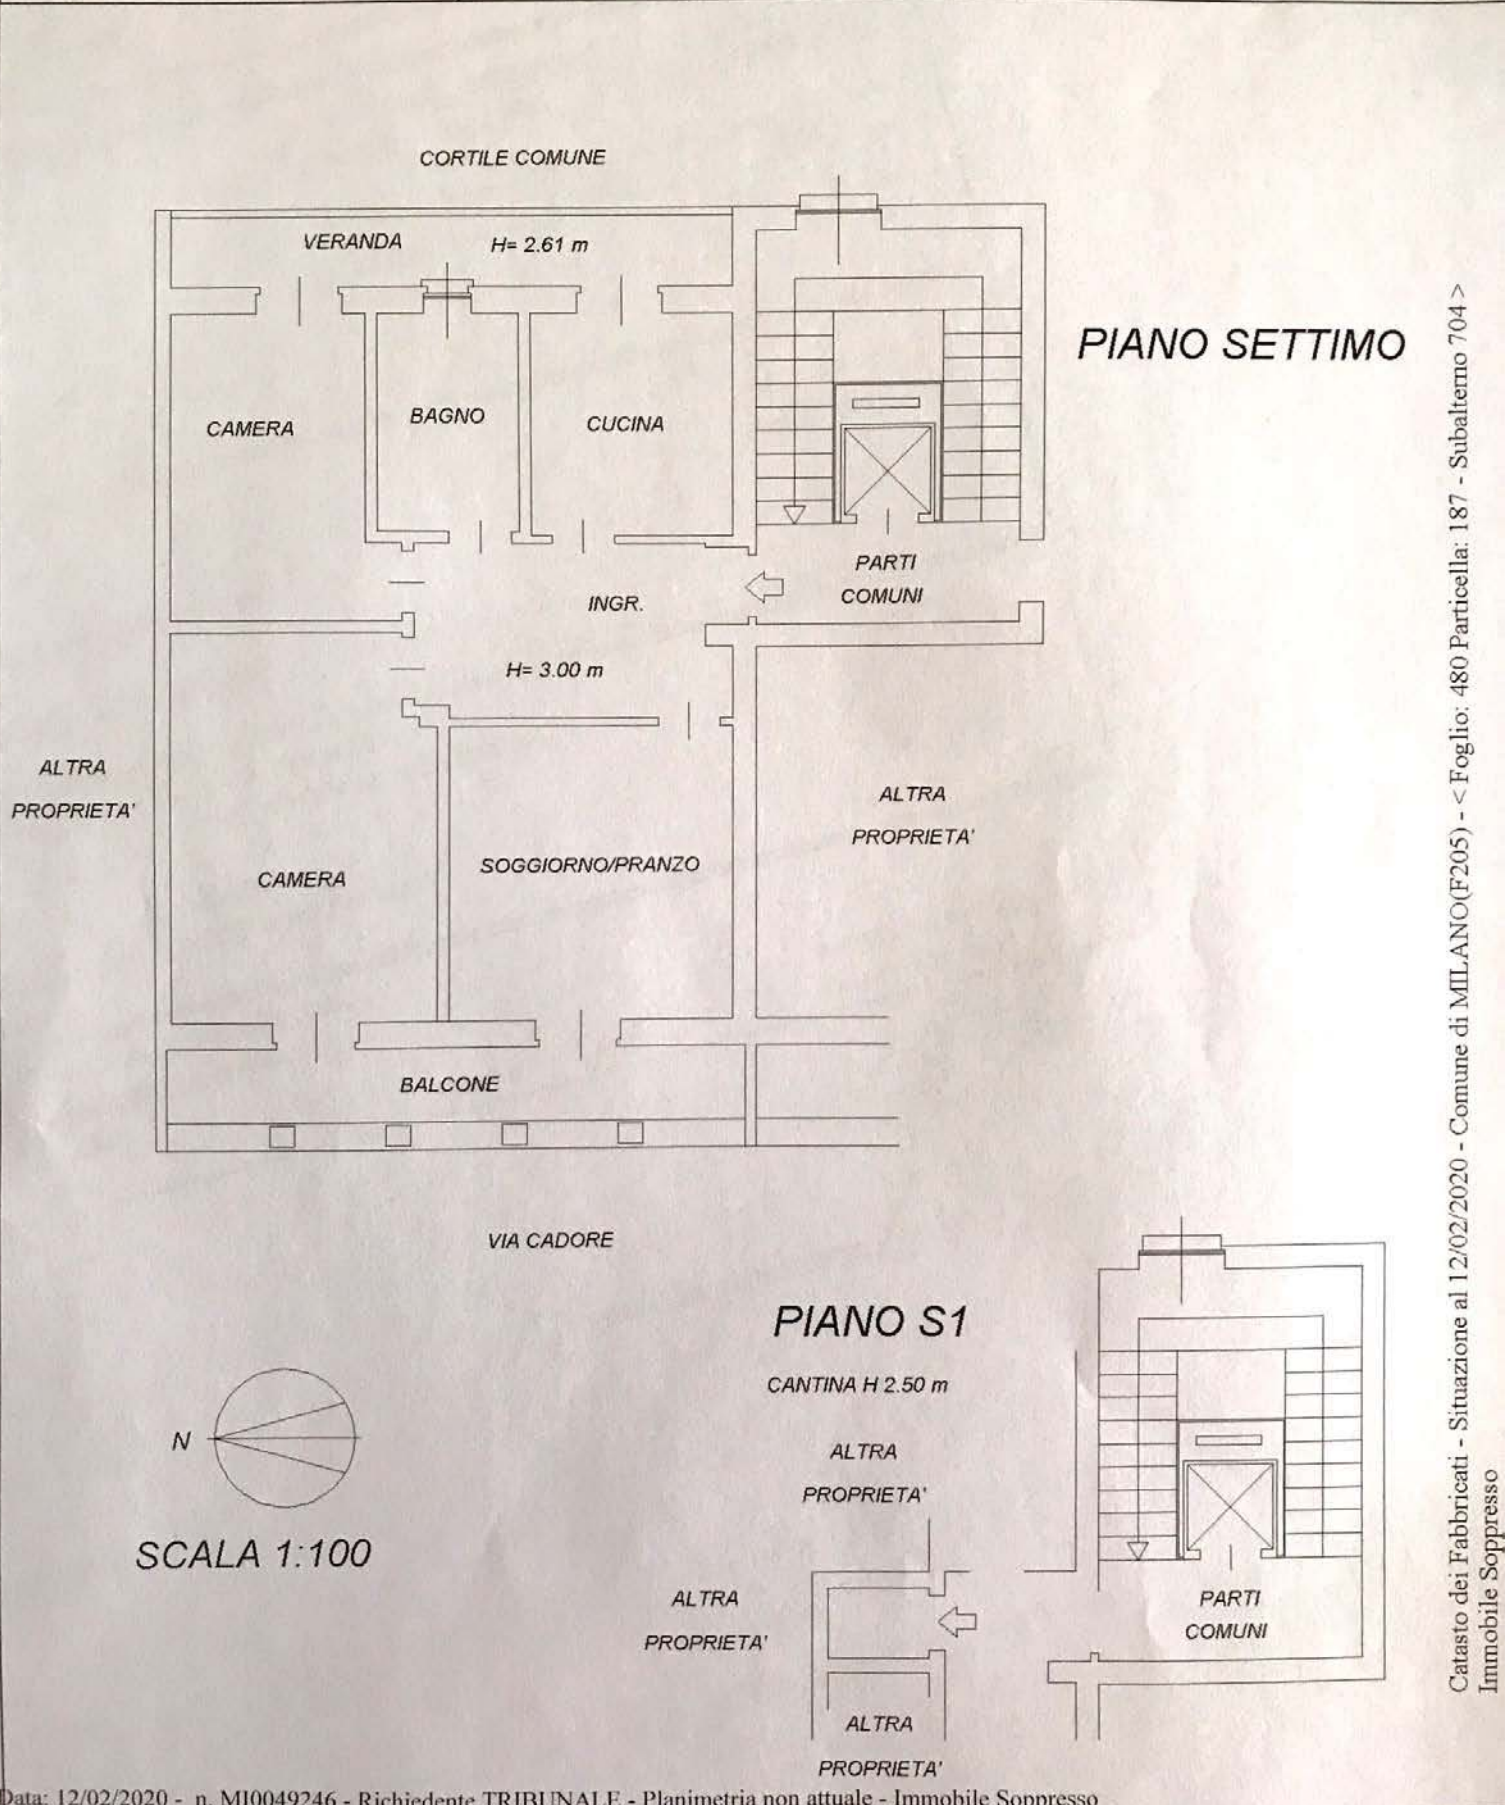 CORTILE COMUNE
VERANDA H= 2.61 m
PIANO SETTIMO
CAMERA
BAGNO
CUCINA
PARTI
COMUNI
INGR.
H= 3.00 m
ALTRA
PROPRIETA'
ALTRA
PROPRIETA'
CAMERA
SOGGIORNO/PRANZO
BALCONE
VIA CADORE
PIANO S1
CANTINA H 2.50 m
ALTRA
PROPRIETA'
N
SCALA 1:100
ALTRA
PROPRIETA'
PARTI
COMUNI
ALTRA
PROPRIETA'
Catasto dei Fabbricati - Situazione al 12/02/2020 - Comune di MILANO(F205) - < Foglio: 480 Particella: 187 - Subalterno 704 >
Immobile Soppresso
Data: 12/02/2020 - n. MI0049246 - Richiedente TRIBUNALE - Planimetria non attuale - Immobile Soppresso